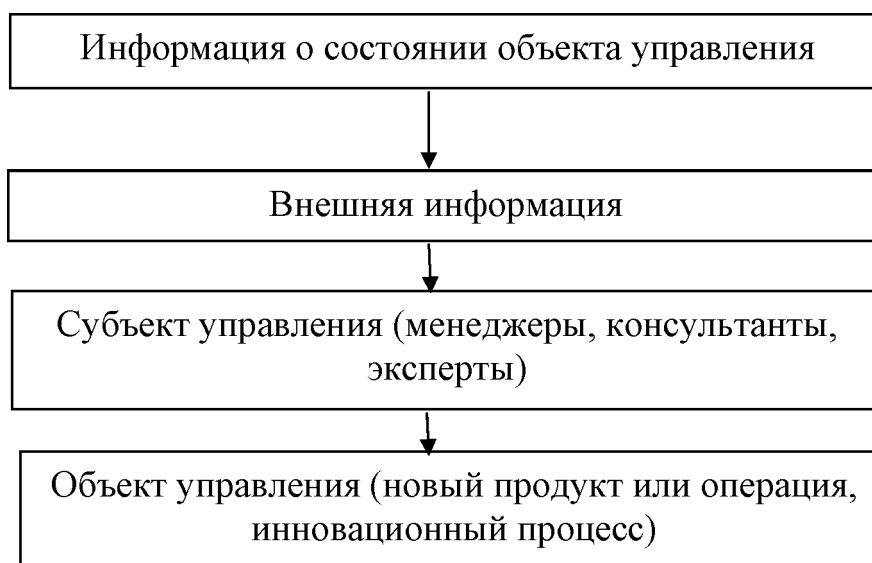 Информация о состоянии объекта управления
Внешняя информация
Субъект управления (менеджеры, консультанты,
эксперты)
Объект управления (новый продукт или операция,
инновационный процесс)